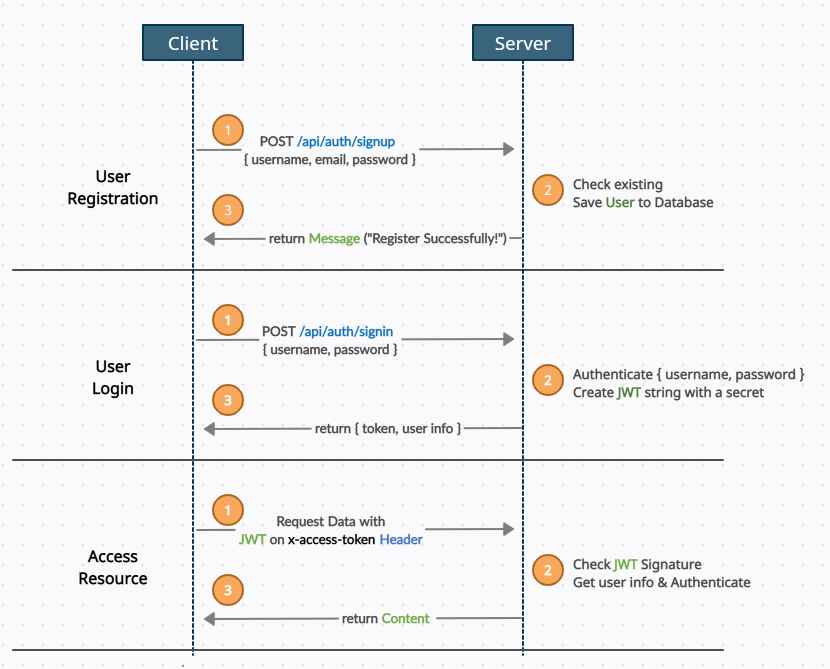 Client
Server
User
Registration
1
POST /api/auth/signup
{ username, email, password }
2
Check existing
Save User to Database
3
return Message ("Register Successfully!")
User
Login
1
POST /api/auth/signin
{ username, password }
2
Authenticate { username, password }
Create JWT string with a secret
3
return { token, user info }
Access
Resource
1
Request Data with
JWT on x-access-token Header
2
Check JWT Signature
Get user info & Authenticate
3
return Content